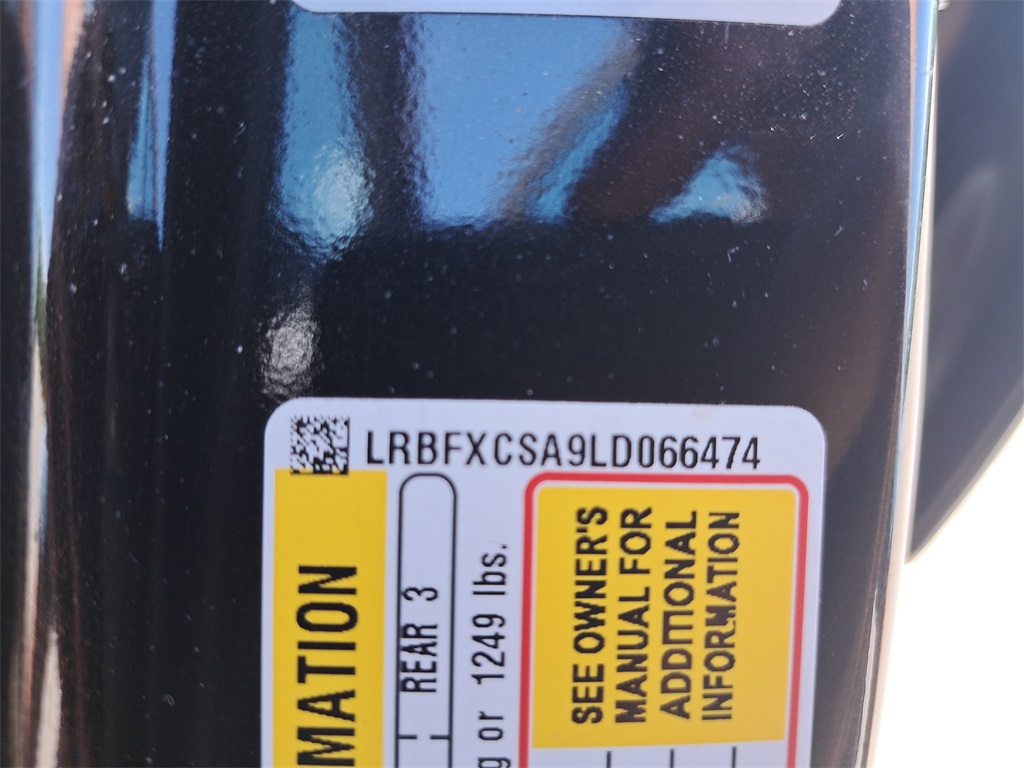 LRBFXCSA9LD066474
MATION
REAR 3
g or 1249 lbs.
SEE OWNER'S
MANUAL FOR
ADDITIONAL
INFORMATION